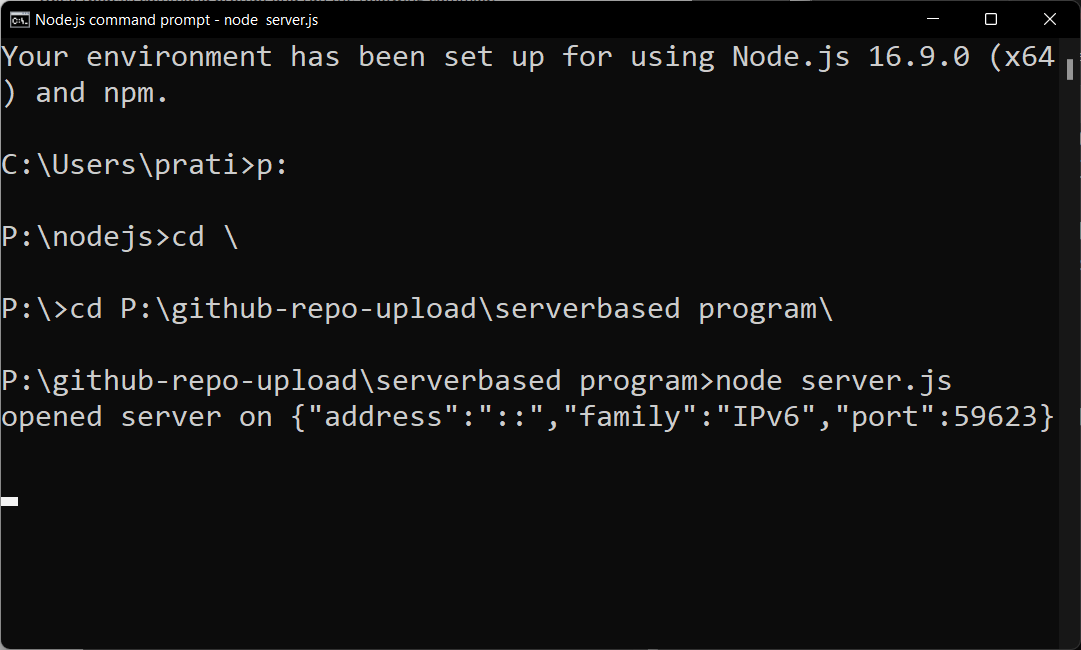 Node.js command prompt - node  server.js
Your environment has been set up for using Node.js 16.9.0 (x64
) and npm.
C:\Users\prati>p:
P:\nodejs>cd \
P:\>cd P:\github-repo-upload\serverbased program\
P:\github-repo-upload\serverbased program>node server.js
opened server on {"address":"::","family":"IPv6","port":59623}